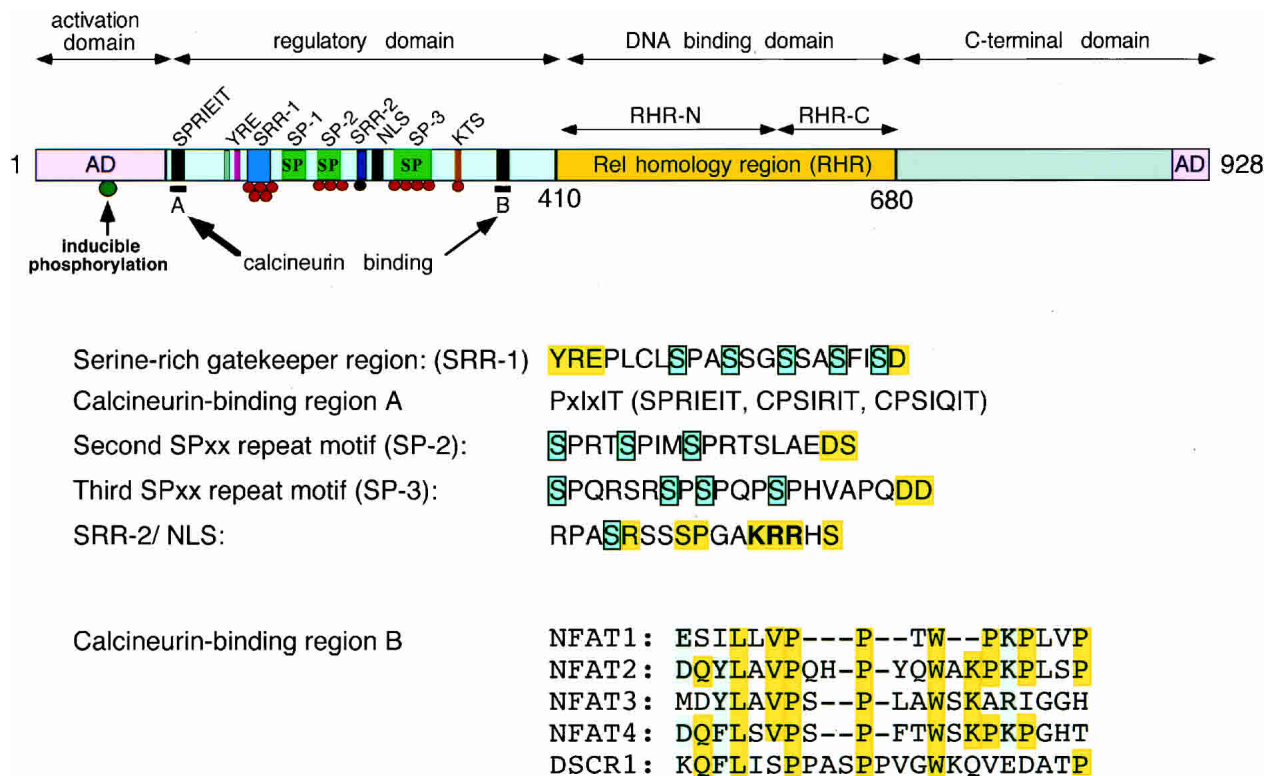 activation domain
regulatory domain
DNA binding domain
C-terminal domain
SPRIEIT
YRE
SRR-1
SP-1
SP-2
SRR-2
NLS
SP-3
KTS
RHR-N
RHR-C
1
AD
SP
SP
SP
Rel homology region (RHR)
AD
928
A
B
410
680
inducible
phosphorylation
calcineurin binding
Serine-rich gatekeeper region: (SRR-1) YREPLCLSPASSGSSASFISD
Calcineurin-binding region A PxIxIT (SPRIEIT, CPSIRIT, CPSIQIT)
Second SPxx repeat motif (SP-2): SPRTSPIMSPRTSLAEDS
Third SPxx repeat motif (SP-3): SPQRSRSPSPQPSPHVAPQDD
SRR-2/ NLS: RPASRSSSPGAKRRHS
Calcineurin-binding region B
NFAT1: ESILLVP---P--TW--PKPLVP
NFAT2: DQYLAVPQH-P-YQWAKPKPLSP
NFAT3: MDYLAVPS--P-LAWSKARIGGH
NFAT4: DQFLSVPS--P-FTWSKPKPGHT
DSCR1: KQFLISPPASPPVGWKQVEDATP